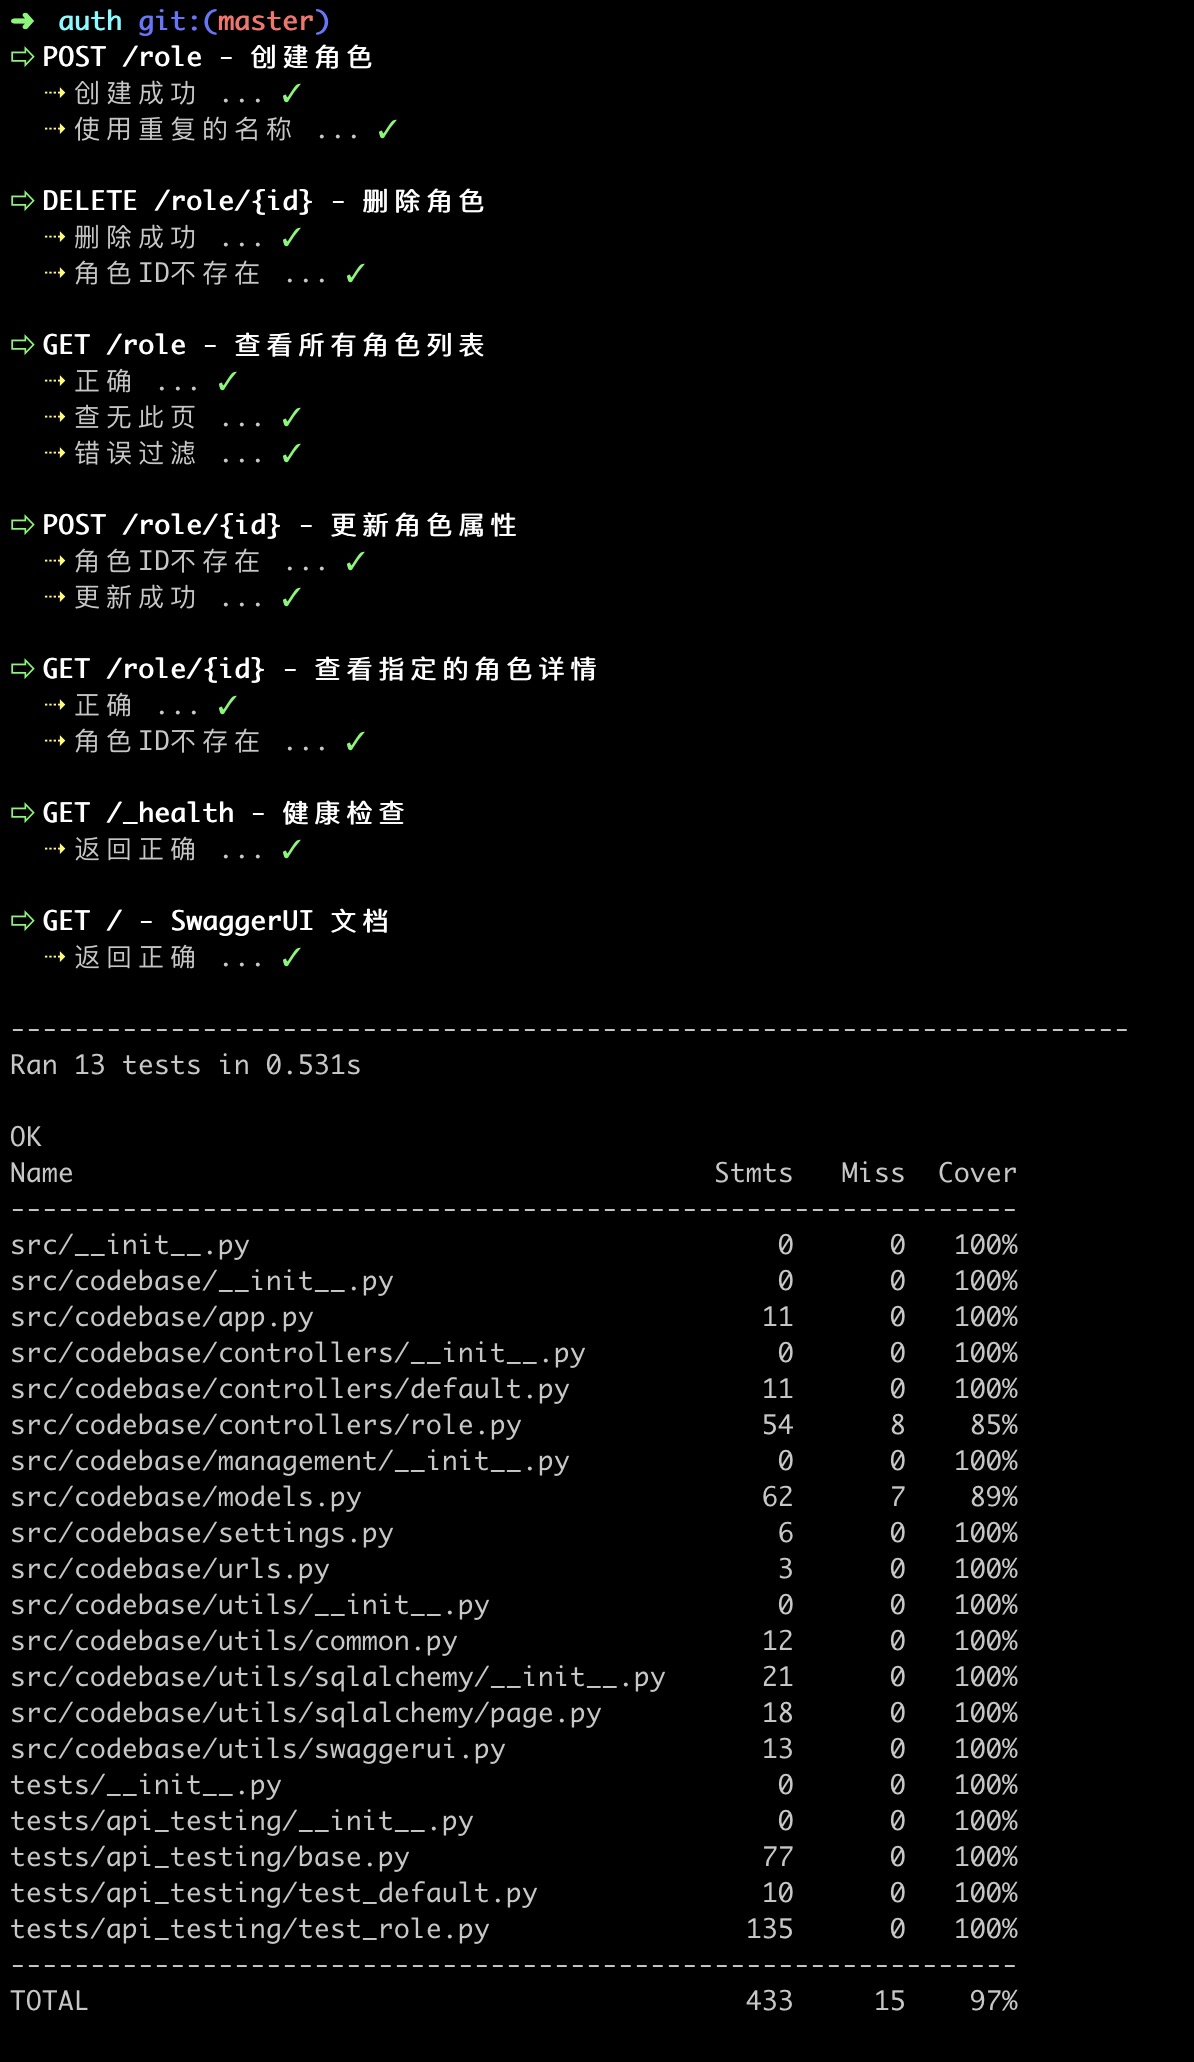 ➜ auth git:(master)
⇨ POST /role - 创建角色
⇢ 创建成功 ... ✓
⇢ 使用重复的名称 ... ✓
⇨ DELETE /role/{id} - 删除角色
⇢ 删除成功 ... ✓
⇢ 角色ID不存在 ... ✓
⇨ GET /role - 查看所有角色列表
⇢ 正确 ... ✓
⇢ 查无此页 ... ✓
⇢ 错误过滤 ... ✓
⇨ POST /role/{id} - 更新角色属性
⇢ 角色ID不存在 ... ✓
⇢ 更新成功 ... ✓
⇨ GET /role/{id} - 查看指定的角色详情
⇢ 正确 ... ✓
⇢ 角色ID不存在 ... ✓
⇨ GET /_health - 健康检查
⇢ 返回正确 ... ✓
⇨ GET / - SwaggerUI 文档
⇢ 返回正确 ... ✓
----------------------------------------------------------------------
Ran 13 tests in 0.531s
OK
Name Stmts Miss Cover
---------------------------------------------------------------
src/__init__.py 0 0 100%
src/codebase/__init__.py 0 0 100%
src/codebase/app.py 11 0 100%
src/codebase/controllers/__init__.py 0 0 100%
src/codebase/controllers/default.py 11 0 100%
src/codebase/controllers/role.py 54 8 85%
src/codebase/management/__init__.py 0 0 100%
src/codebase/models.py 62 7 89%
src/codebase/settings.py 6 0 100%
src/codebase/urls.py 3 0 100%
src/codebase/utils/__init__.py 0 0 100%
src/codebase/utils/common.py 12 0 100%
src/codebase/utils/sqlalchemy/__init__.py 21 0 100%
src/codebase/utils/sqlalchemy/page.py 18 0 100%
src/codebase/utils/swaggerui.py 13 0 100%
tests/__init__.py 0 0 100%
tests/api_testing/__init__.py 0 0 100%
tests/api_testing/base.py 77 0 100%
tests/api_testing/test_default.py 10 0 100%
tests/api_testing/test_role.py 135 0 100%
---------------------------------------------------------------
TOTAL 433 15 97%